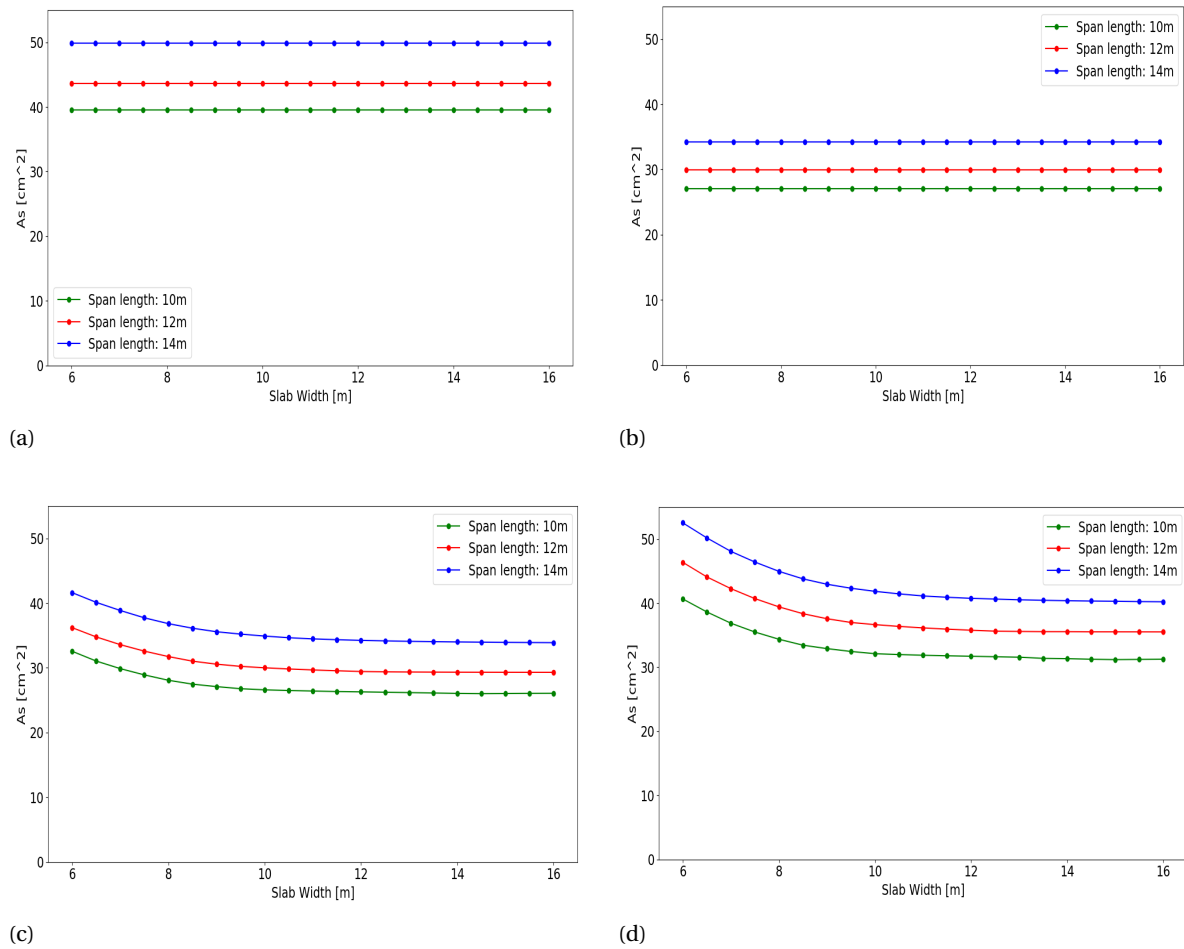 50
40
30
20
10
0
As [cm^2]
Span length: 10m
Span length: 12m
Span length: 14m
6 8 10 12 14 16
Slab Width [m]
(a)
50
40
30
20
10
0
As [cm^2]
Span length: 10m
Span length: 12m
Span length: 14m
6 8 10 12 14 16
Slab Width [m]
(b)
50
40
30
20
10
0
As [cm^2]
Span length: 10m
Span length: 12m
Span length: 14m
6 8 10 12 14 16
Slab Width [m]
(c)
50
40
30
20
10
0
As [cm^2]
Span length: 10m
Span length: 12m
Span length: 14m
6 8 10 12 14 16
Slab Width [m]
(d)